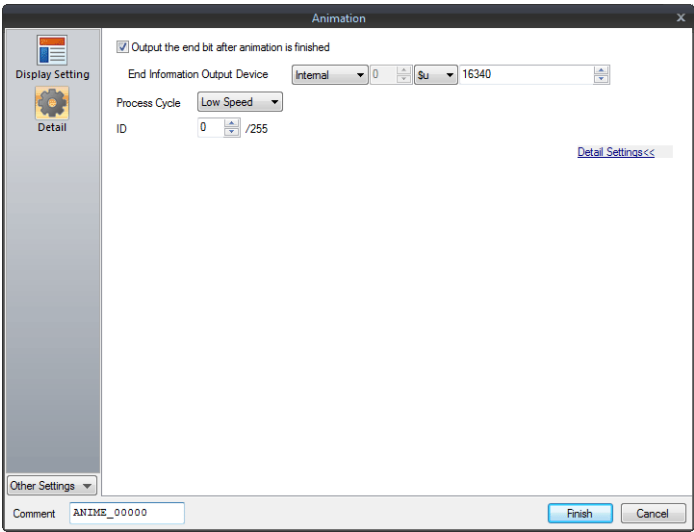 Animation
Display Setting
Detail
Output the end bit after animation is finished
End Information Output Device Internal 0 $u 16340
Process Cycle Low Speed
ID 0 /255
Detail Settings<<
Other Settings
Comment ANIME_00000 Finish Cancel